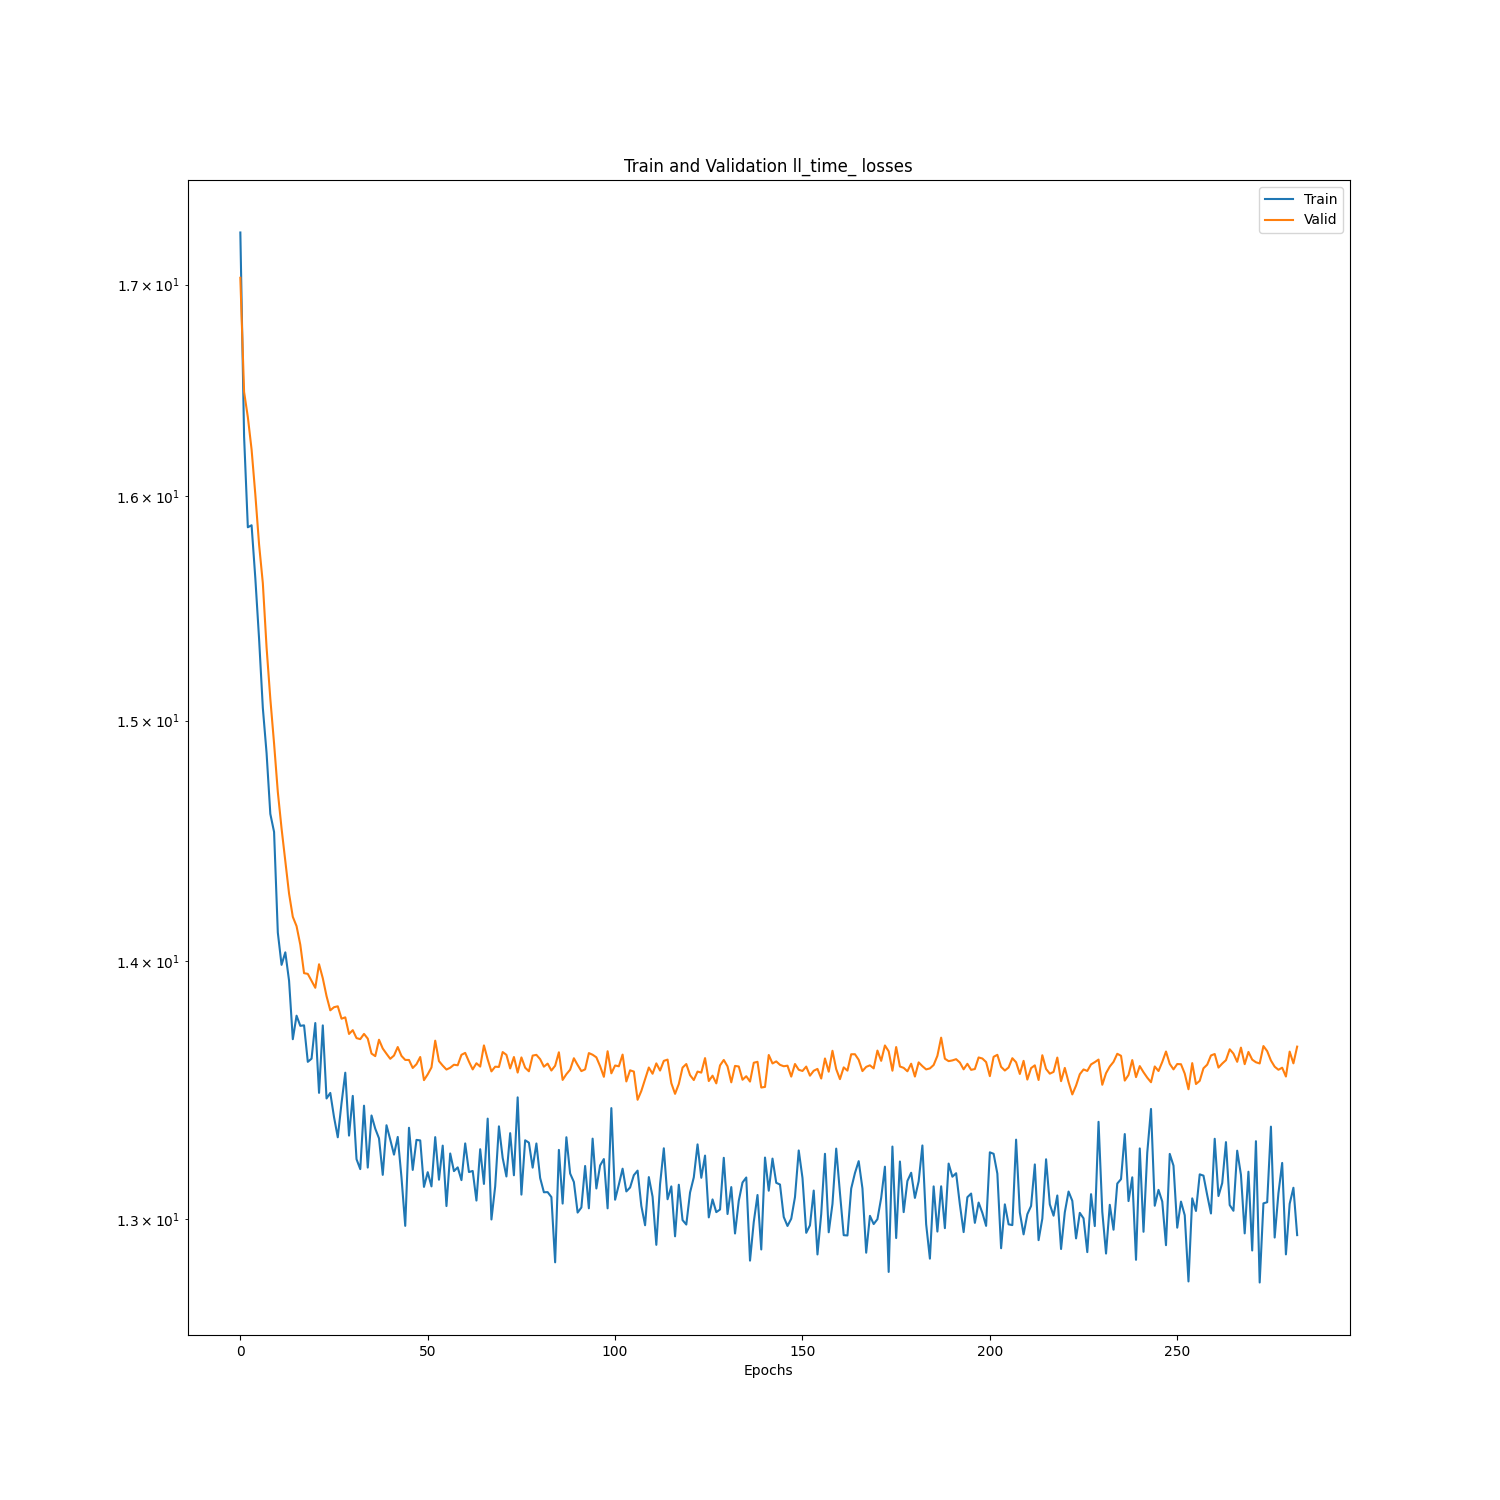 Train and Validation ll_time_ losses
Train
Valid
1.7 × 10¹
1.6 × 10¹
1.5 × 10¹
1.4 × 10¹
1.3 × 10¹
0 50 100 150 200 250
Epochs